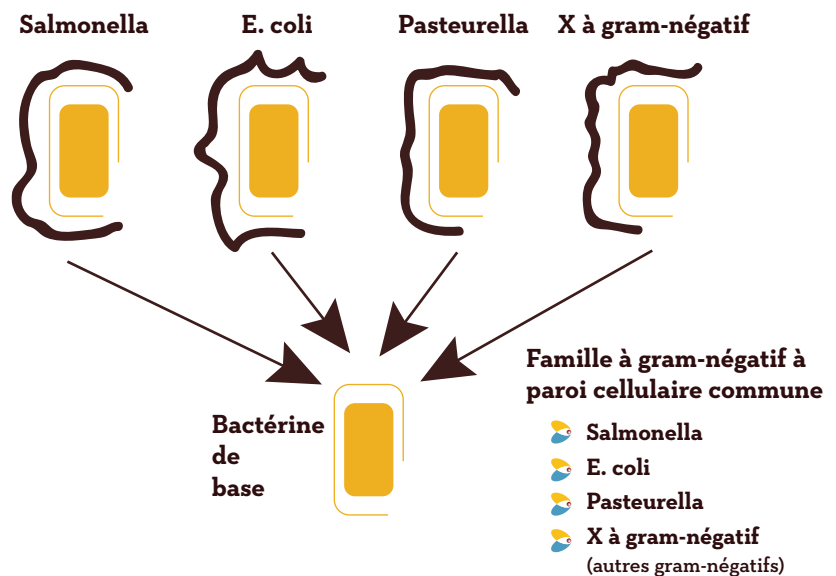 Salmonella
E. coli
Pasteurella
X à gram-négatif
Bactérine
de
base
Famille à gram-négatif à
paroi cellulaire commune
Salmonella
E. coli
Pasteurella
X à gram-négatif
(autres gram-négatifs)